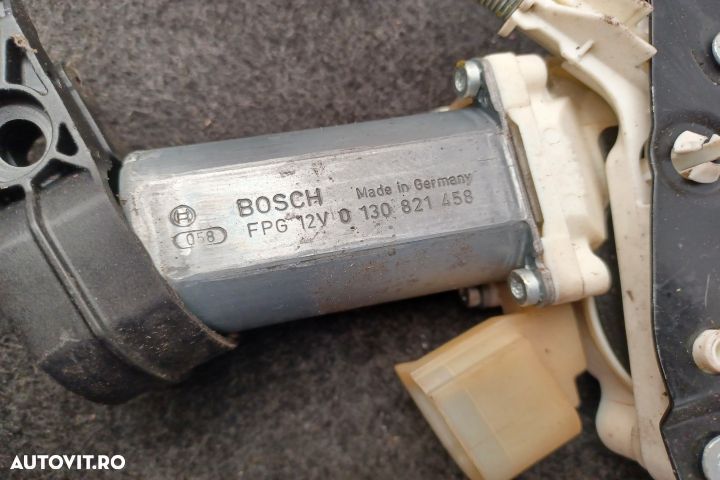 BOSCH Made in Germany
058 FPG 12V 0 130 821 458
AUTOVIT.RO